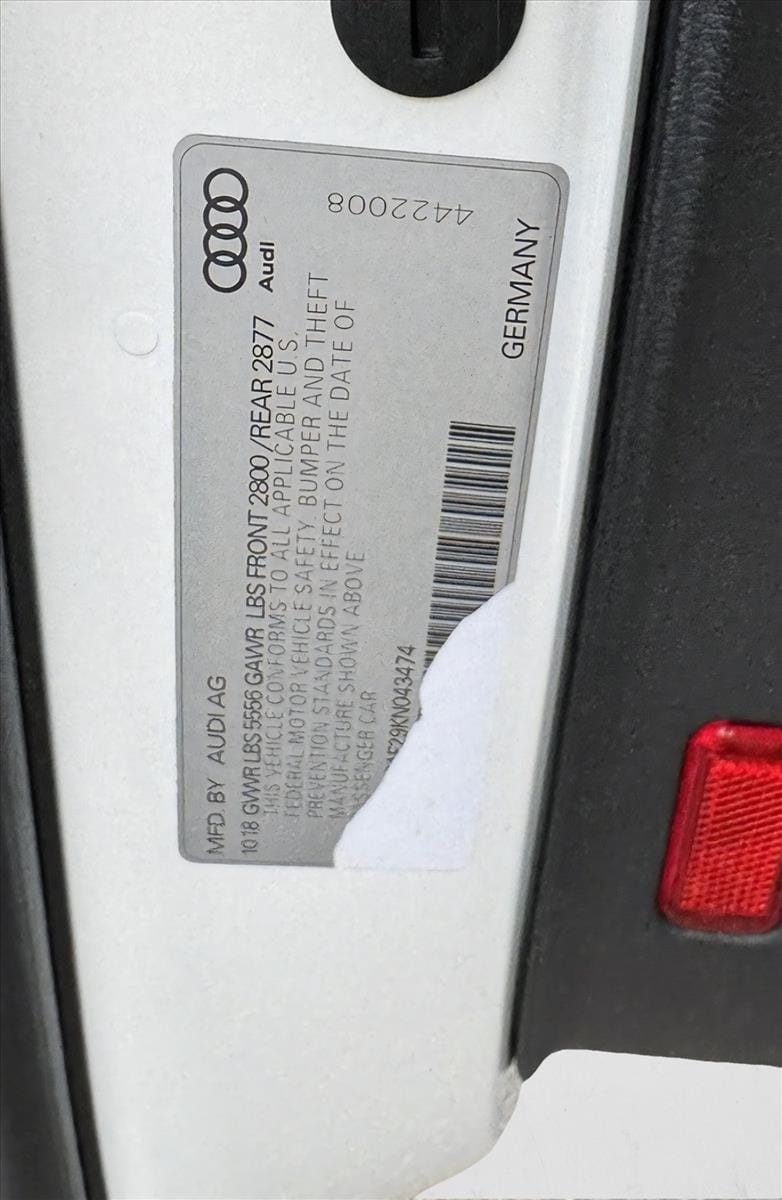 Audi
MFD. BY AUDI AG
10 18 GVWR LBS 5556 GAWR LBS FRONT 2800 /REAR 2877
THIS VEHICLE CONFORMS TO ALL APPLICABLE U.S.
FEDERAL MOTOR VEHICLE SAFETY. BUMPER AND THEFT
PREVENTION STANDARDS IN EFFECT ON THE DATE OF
MANUFACTURE SHOWN ABOVE
PASSENGER CAR
F29KN043474
GERMANY
4422008